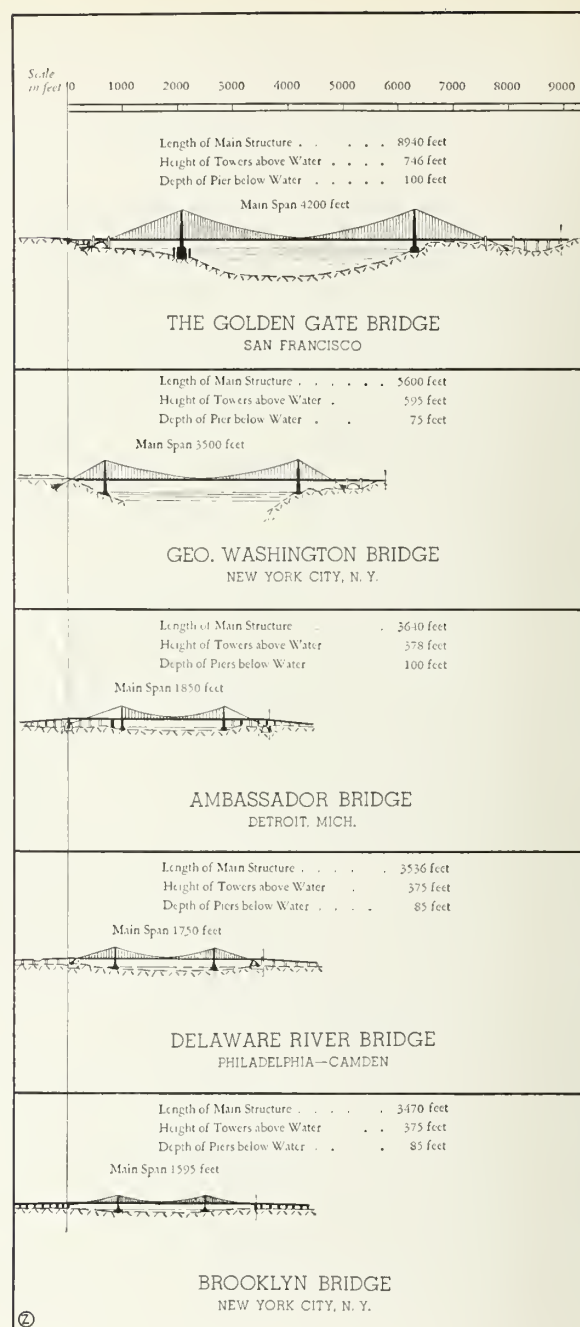 Scale
in feet 0 1000 2000 3000 4000 5000 6000 7000 8000 9000
Length of Main Structure . . . . . 8940 feet
Height of Towers above Water . . . . 746 feet
Depth of Pier below Water . . . . . 100 feet
Main Span 4200 feet
THE GOLDEN GATE BRIDGE
SAN FRANCISCO
Length of Main Structure . . . . . . 5600 feet
Height of Towers above Water . 595 feet
Depth of Pier below Water . . 75 feet
Main Span 3500 feet
GEO. WASHINGTON BRIDGE
NEW YORK CITY, N. Y.
Length of Main Structure . 3640 feet
Height of Towers above Water 378 feet
Depth of Piers below Water 100 feet
Main Span 1850 feet
AMBASSADOR BRIDGE
DETROIT. MICH.
Length of Main Structure . . . . . 3536 feet
Height of Towers above Water . 375 feet
Depth of Piers below Water . . . . 85 feet
Main Span 1750 feet
DELAWARE RIVER BRIDGE
PHILADELPHIA—CAMDEN
Length of Main Structure . . . . . 3470 feet
Height of Towers above Water . . 375 feet
Depth of Piers below Water . . . 85 feet
Main Span 1595 feet
BROOKLYN BRIDGE
NEW YORK CITY, N. Y.